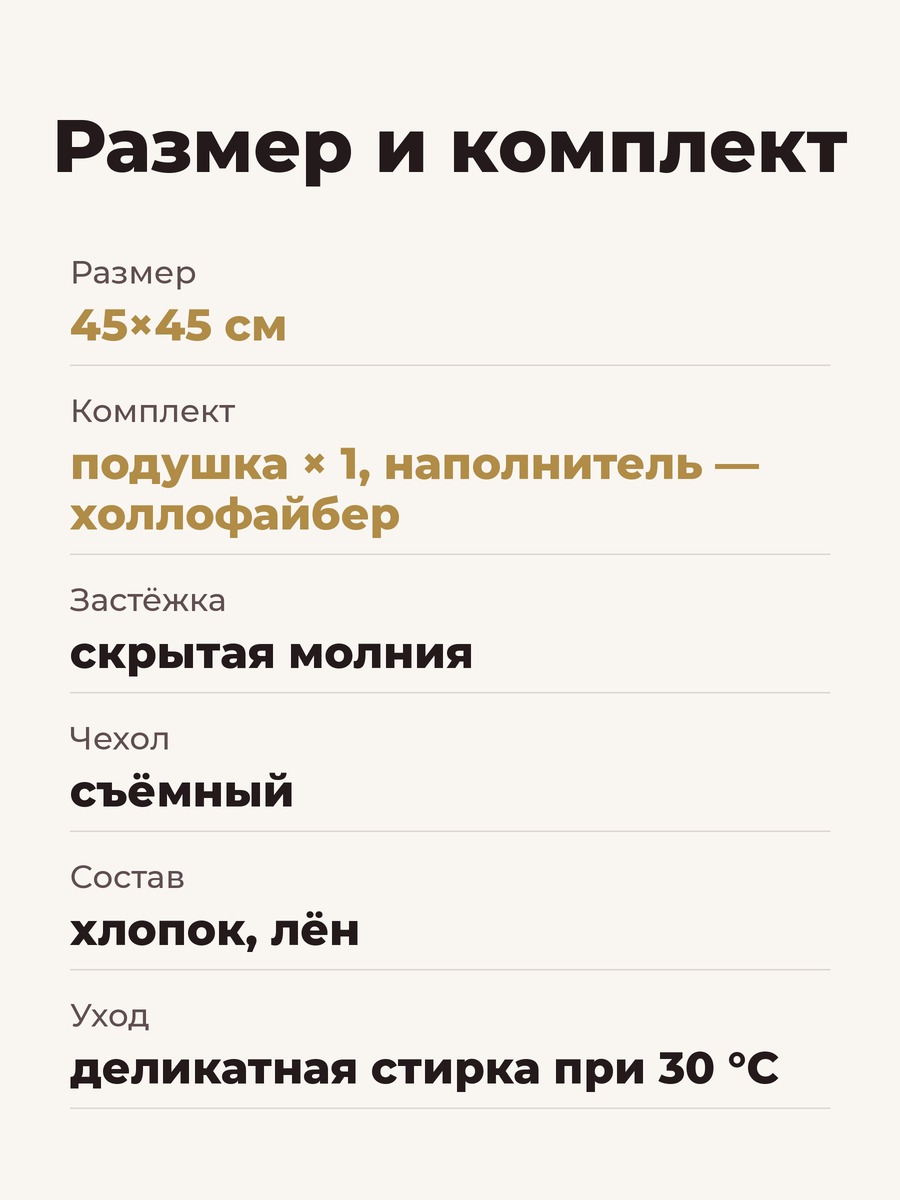 Размер и комплект
Размер
45×45 см
Комплект
подушка × 1, наполнитель —
холлофайбер
Застёжка
скрытая молния
Чехол
съёмный
Состав
хлопок, лён
Уход
деликатная стирка при 30 °C